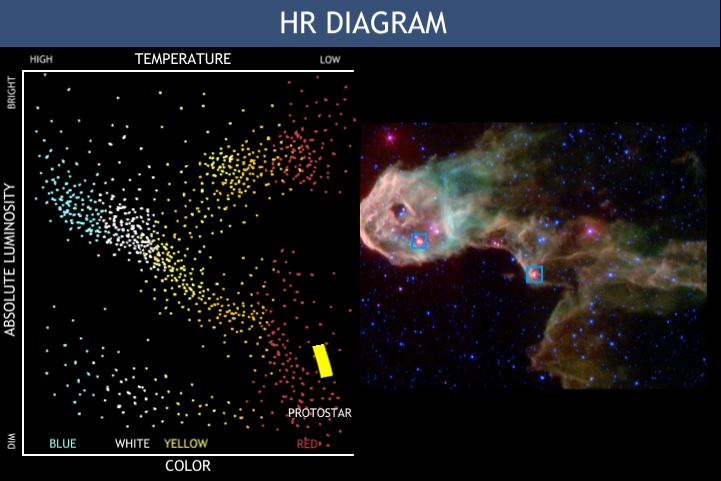 HR DIAGRAM
HIGH
TEMPERATURE
LOW
BRIGHT
ABSOLUTE LUMINOSITY
DIM
PROTOSTAR
BLUE
WHITE
YELLOW
RED
COLOR